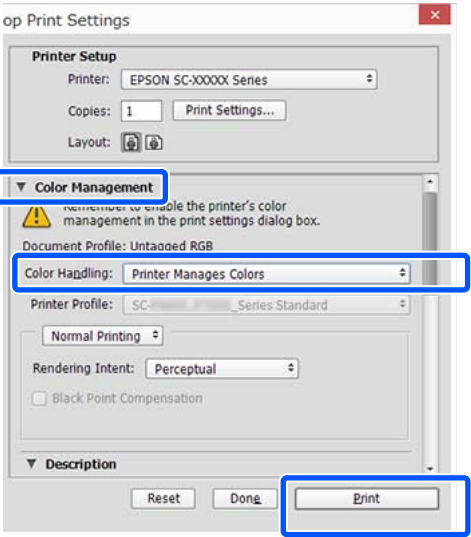 op Print Settings
Printer Setup
Printer: EPSON SC-XXXXX Series
Copies: 1 Print Settings...
Layout:
Color Management
Remember to enable the printer's color
management in the print settings dialog box.
Document Profile: Untagged RGB
Color Handling: Printer Manages Colors
Printer Profile: SC- _Series Standard
Normal Printing
Rendering Intent: Perceptual
Black Point Compensation
Description
Reset Done Print